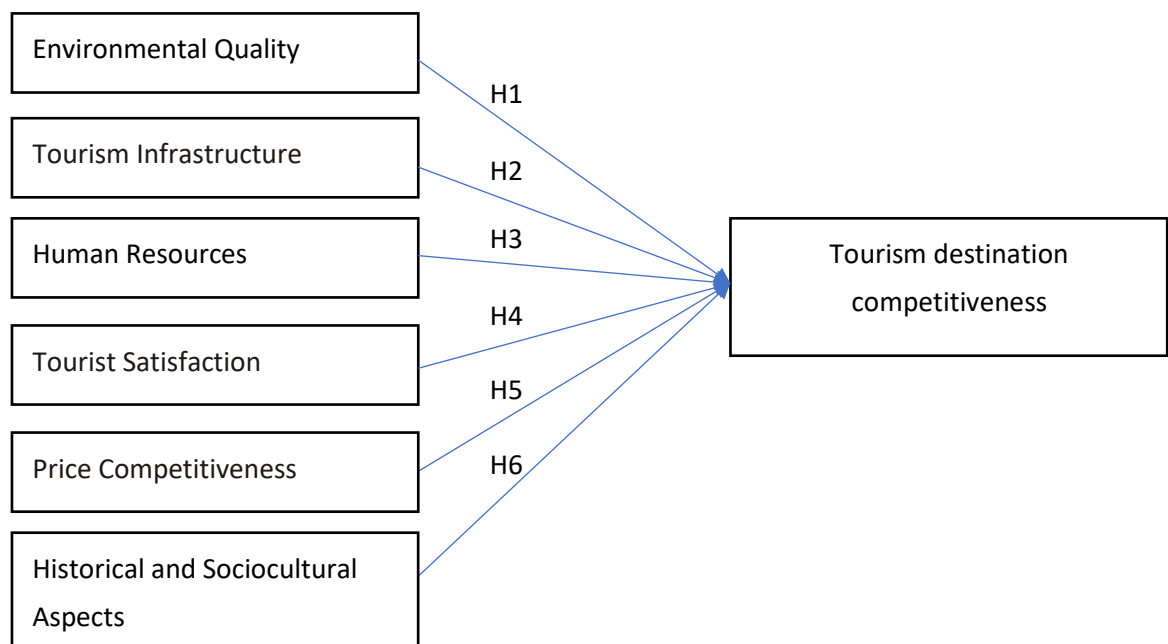 Environmental Quality
H1
Tourism Infrastructure
H2
Human Resources
H3
Tourism destination
competitiveness
H4
Tourist Satisfaction
H5
Price Competitiveness
H6
Historical and Sociocultural
Aspects